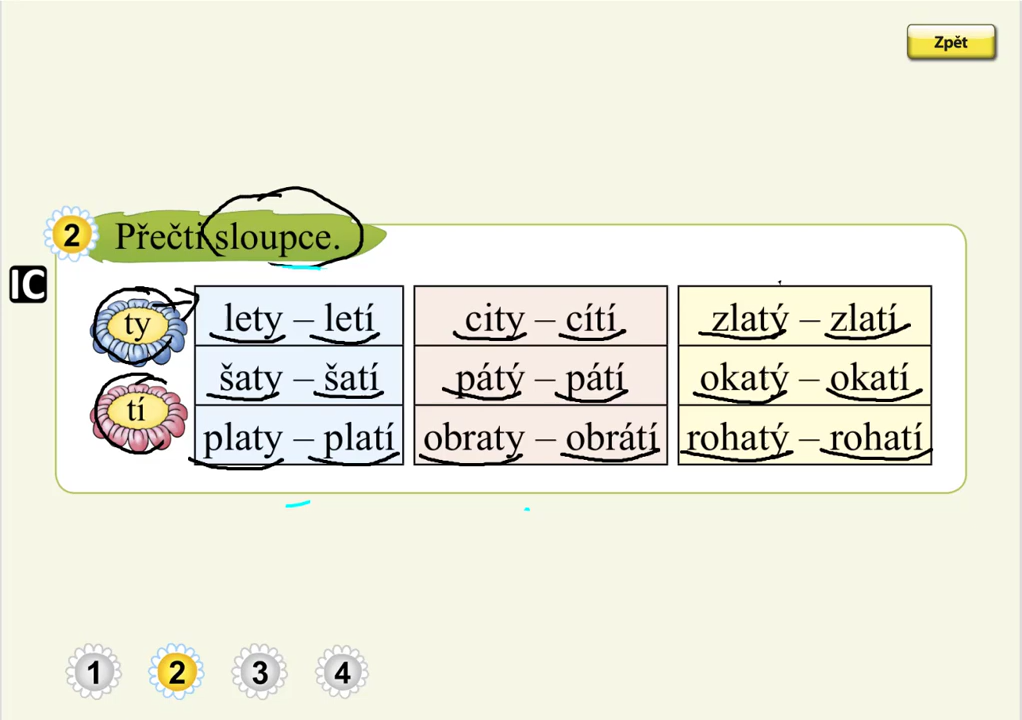 Zpět
2 Přečti sloupce.
IC
ty
tí
lety – letí city – cítí zlatý – zlatí
šaty – šatí pátý – pátí okatý – okatí
platy – platí obraty – obrátí rohatý – rohatí
1 2 3 4